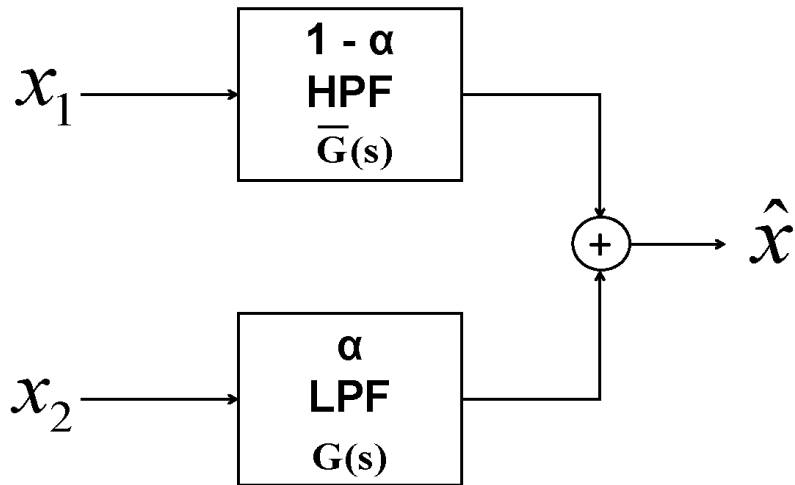 x₁
1 - α
HPF
G̅(s)
+
x̂
x₂
α
LPF
G(s)